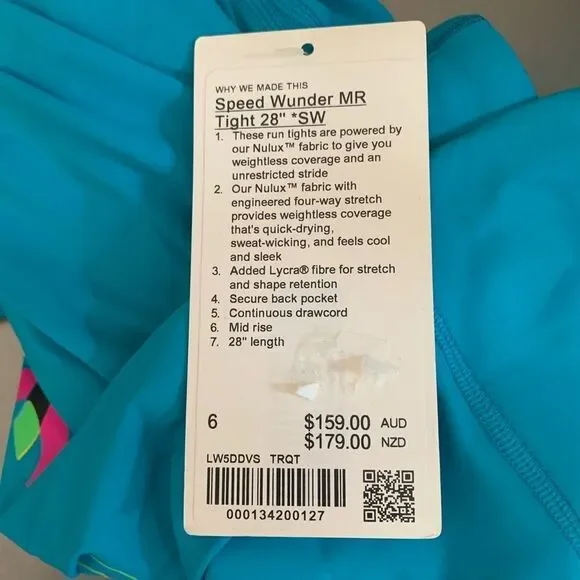 WHY WE MADE THIS
Speed Wunder MR
Tight 28" *SW
1. These run tights are powered by
our Nulux™ fabric to give you
weightless coverage and an
unrestricted stride
2. Our Nulux™ fabric with
engineered four-way stretch
provides weightless coverage
that's quick-drying,
sweat-wicking, and feels cool
and sleek
3. Added Lycra® fibre for stretch
and shape retention
4. Secure back pocket
5. Continuous drawcord
6. Mid rise
7. 28" length
6 $159.00 AUD
$179.00 NZD
LW5DDVS TRQT
000134200127